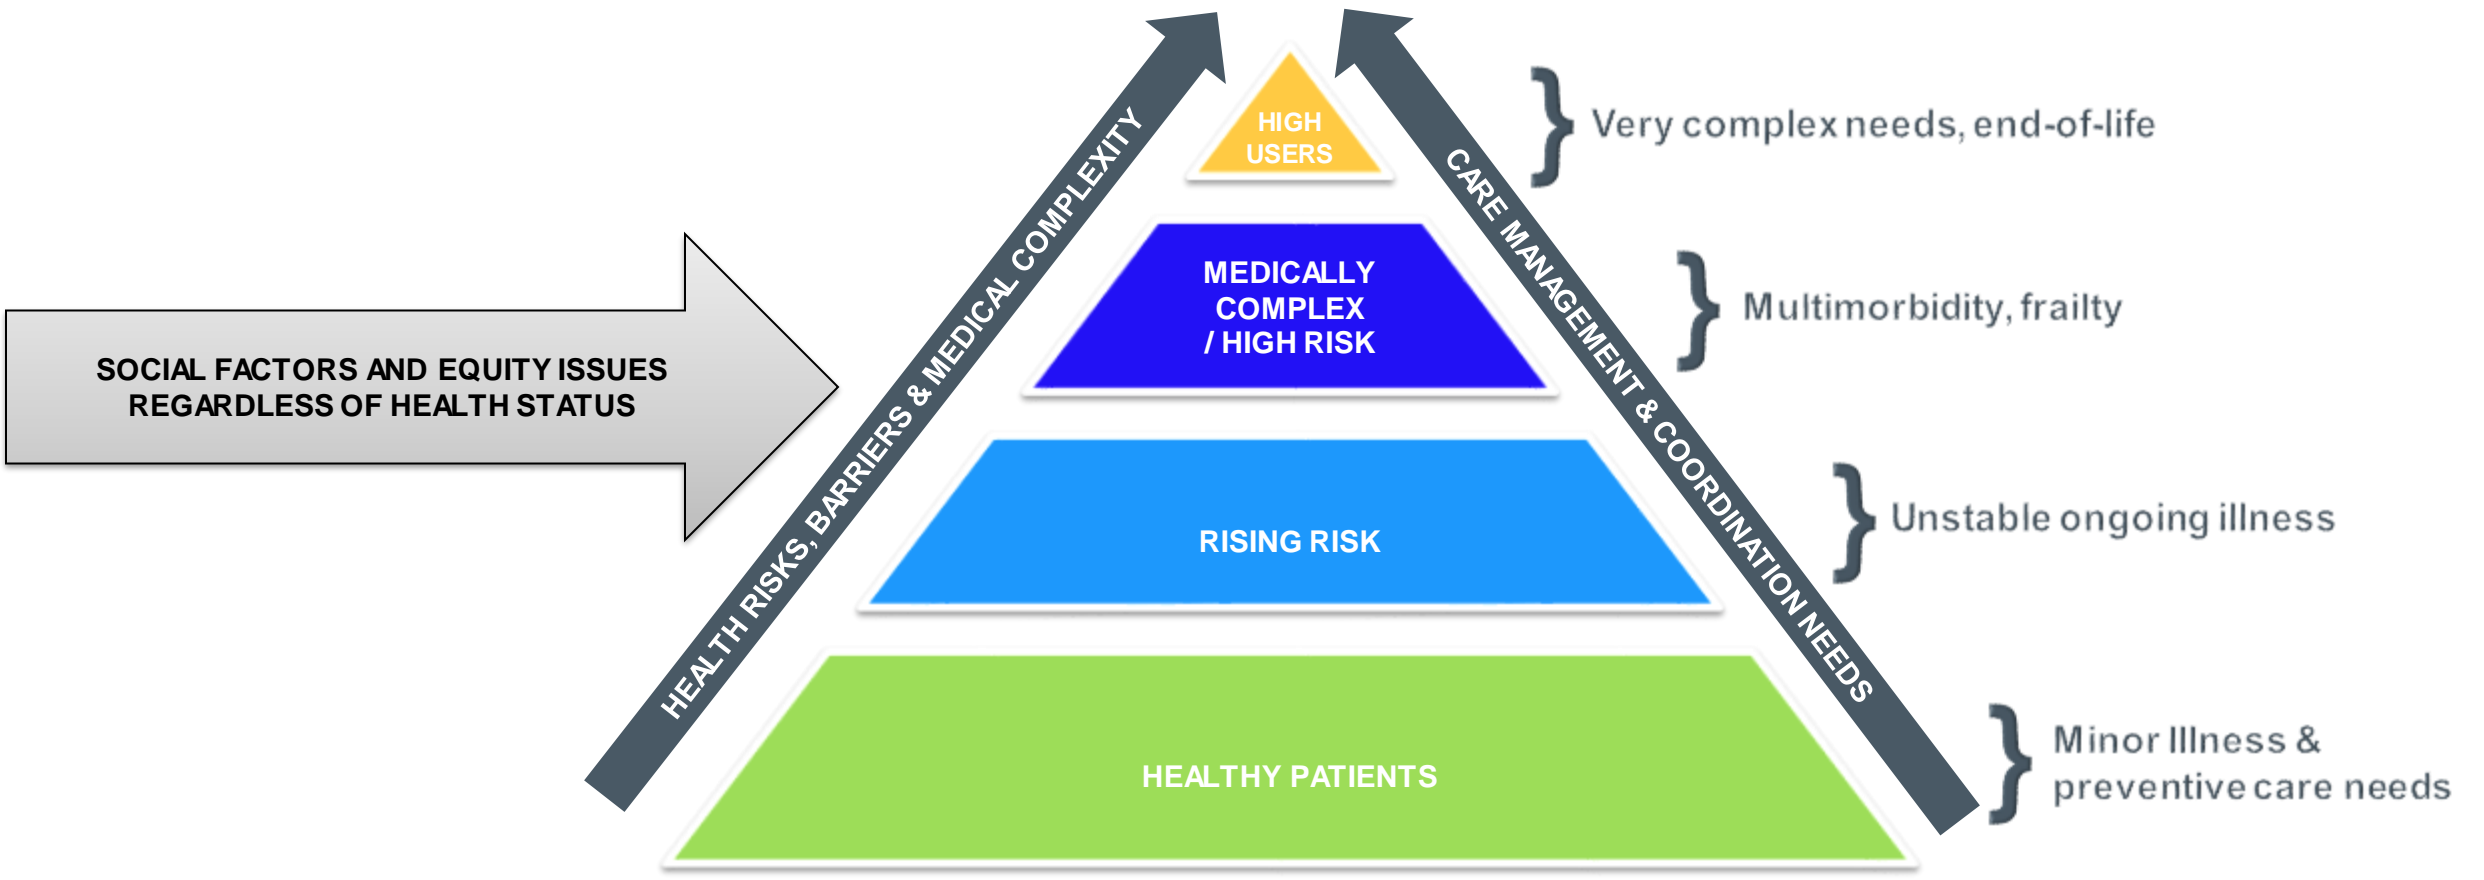 HIGH
USERS
Very complex needs, end-of-life
HEALTH RISKS, BARRIERS & MEDICAL COMPLEXITY
CARE MANAGEMENT & COORDINATION NEEDS
MEDICALLY
COMPLEX
/ HIGH RISK
Multimorbidity, frailty
SOCIAL FACTORS AND EQUITY ISSUES
REGARDLESS OF HEALTH STATUS
RISING RISK
Unstable ongoing illness
HEALTHY PATIENTS
Minor Illness &
preventive care needs